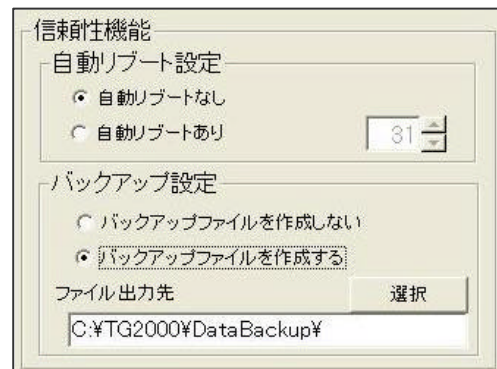 信頼性機能
自動リブート設定
自動リブートなし
自動リブートあり
31
バックアップ設定
バックアップファイルを作成しない
バックアップファイルを作成する
ファイル出力先
選択
C:¥TG2000¥DataBackup¥